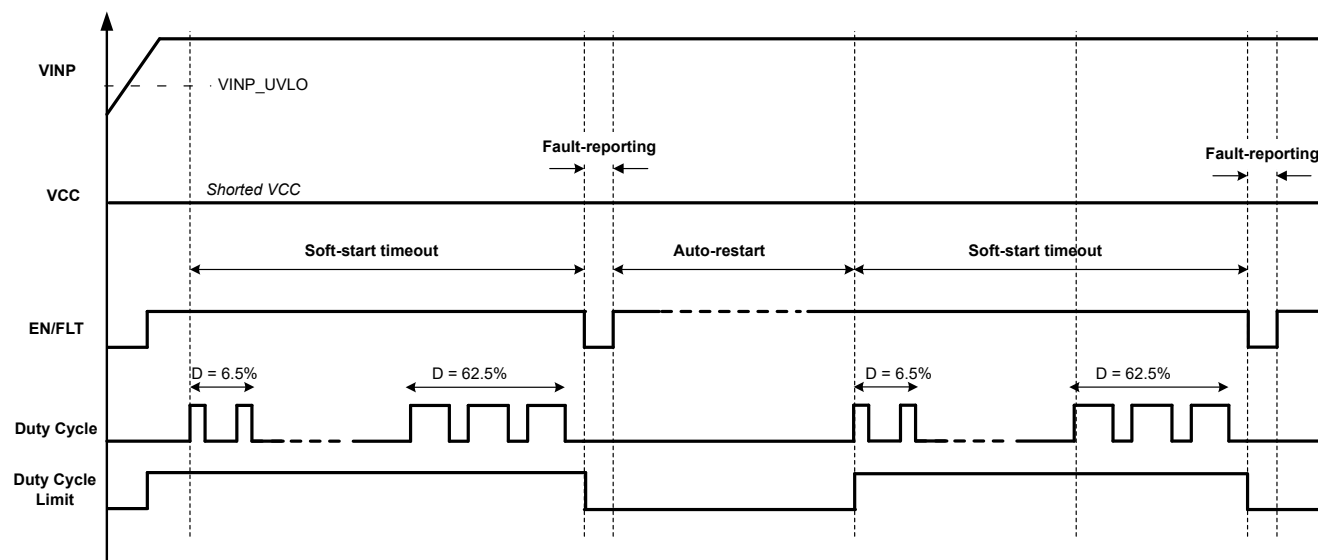 VINP
VINP_UVLO
Fault-reporting
Fault-reporting
VCC
Shorted VCC
Soft-start timeout
Auto-restart
Soft-start timeout
EN/FLT
D = 6.5%
D = 62.5%
D = 6.5%
D = 62.5%
Duty Cycle
Duty Cycle
Limit